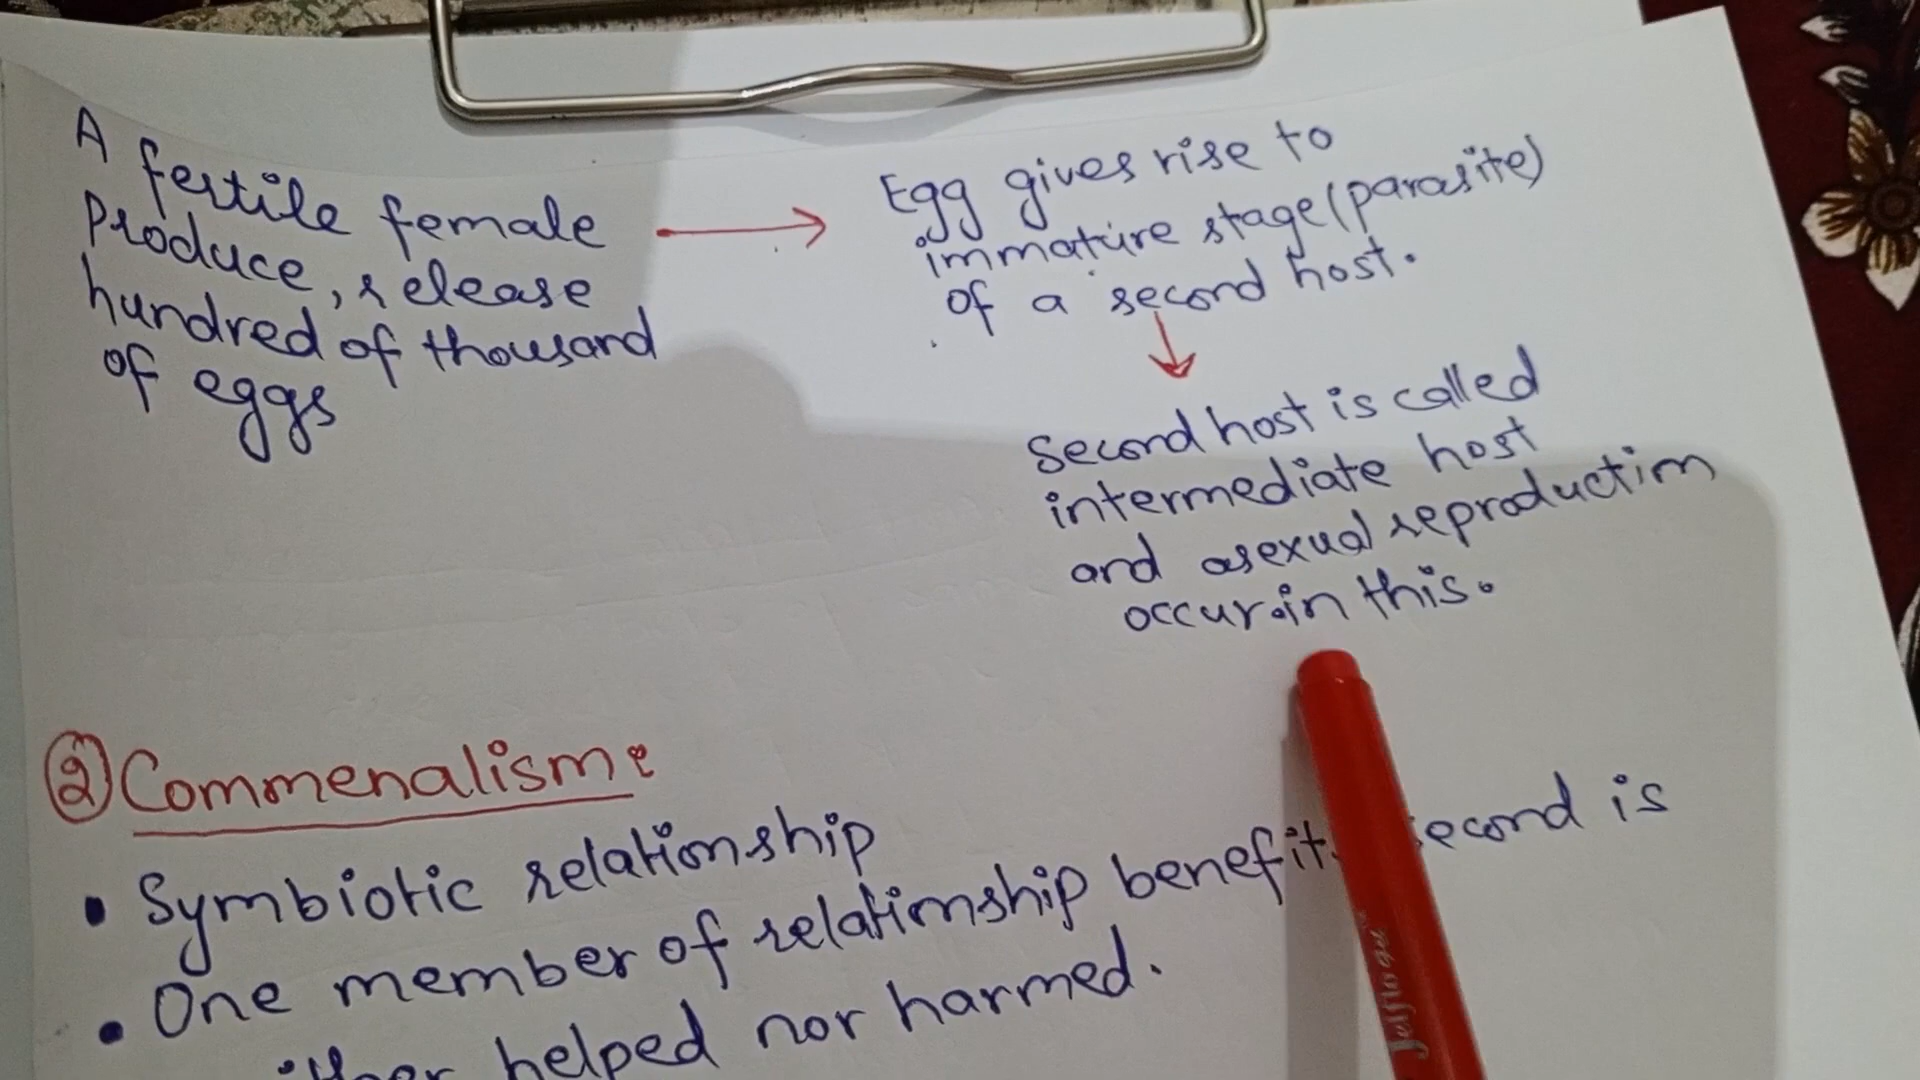 A
fertile female
Produce, release
hundred of thousand
of eggs
Egg gives rise to
immature stage (parasite)
of a second host.
Second host is called
intermediate host
and asexual reproduction
occur in this.
② Commenalism:
• Symbiotic relationship
• One member of relationship benefit second is
helped nor harmed.